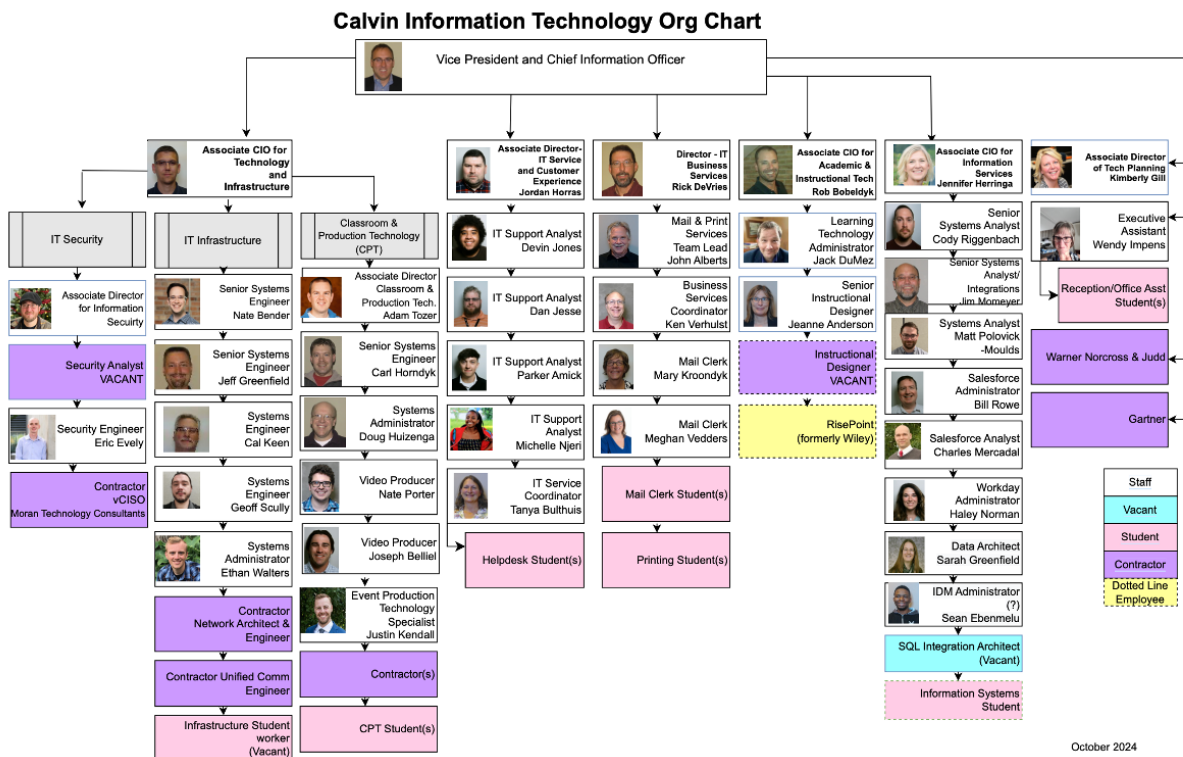 Calvin Information Technology Org Chart
Vice President and Chief Information Officer
Associate CIO for
Technology
and
Infrastructure
IT Security
Associate Director
for Information
Secuirty
Security Analyst
VACANT
Security Engineer
Eric Evely
Contractor
vCISO
Moran Technology Consultants
IT Infrastructure
Senior Systems
Engineer
Nate Bender
Senior Systems
Engineer
Jeff Greenfield
Systems
Engineer
Cal Keen
Systems
Engineer
Geoff Scully
Systems
Administrator
Ethan Walters
Contractor
Network Architect &
Engineer
Contractor Unified Comm
Engineer
Infrastructure Student
worker
(Vacant)
Classroom &
Production Technology
(CPT)
Associate Director
Classroom &
Production Tech.
Adam Tozer
Senior Systems
Engineer
Carl Horndyk
Systems
Administrator
Doug Huizenga
Video Producer
Nate Porter
Video Producer
Joseph Belliel
Event Production
Technology
Specialist
Justin Kendall
Contractor(s)
CPT Student(s)
Associate Director-
IT Service
and Customer
Experience
Jordan Horras
IT Support Analyst
Devin Jones
IT Support Analyst
Dan Jesse
IT Support Analyst
Parker Amick
IT Support
Analyst
Michelle Njeri
IT Service
Coordinator
Tanya Bulthuis
Helpdesk Student(s)
Director - IT
Business
Services
Rick DeVries
Mail & Print
Services
Team Lead
John Alberts
Business
Services
Coordinator
Ken Verhulst
Mail Clerk
Mary Kroondyk
Mail Clerk
Meghan Vedders
Mail Clerk Student(s)
Printing Student(s)
Associate CIO for
Academic &
Instructional Tech
Rob Bobeldyk
Learning
Technology
Administrator
Jack DuMez
Senior
Instructional
Designer
Jeanne Anderson
Instructional
Designer
VACANT
RisePoint
(formerly Wiley)
Associate CIO for
Information
Services
Jennifer Herringa
Senior
Systems Analyst
Cody Riggenbach
Senior Systems
Analyst/
Integrations
Jim Momeyer
Systems Analyst
Matt Polovick
-Moulds
Salesforce
Administrator
Bill Rowe
Salesforce Analyst
Charles Mercadal
Workday
Administrator
Haley Norman
Data Architect
Sarah Greenfield
IDM Administrator
(?)
Sean Ebenmelu
SQL Integration Architect
(Vacant)
Information Systems
Student
Associate Director
of Tech Planning
Kimberly Gill
Executive
Assistant
Wendy Impens
Reception/Office Asst
Student(s)
Warner Norcross & Judd
Gartner
Staff
Vacant
Student
Contractor
Dotted Line
Employee
October 2024